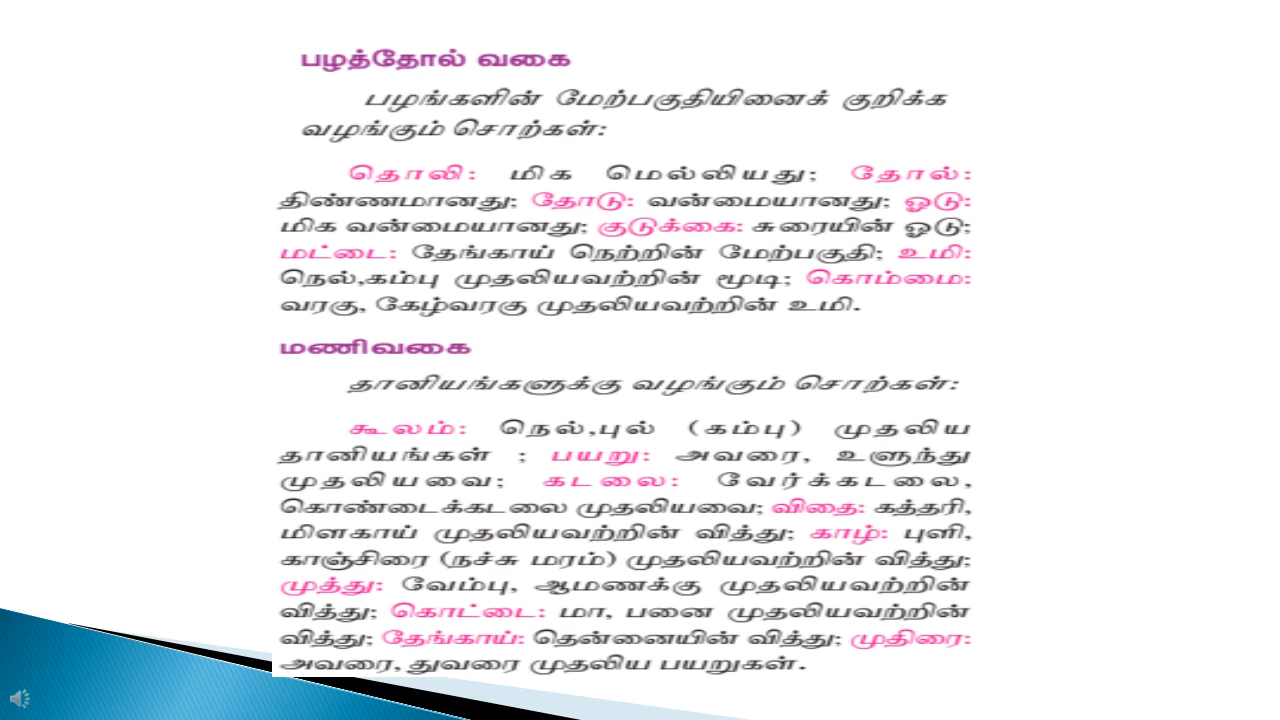 பழத்தோல் வகை
பழங்களின் மேற்பகுதியினைக் குறிக்க
வழங்கும் சொற்கள்:
தொலி: மிக மெல்லியது; தோல்:
திண்ணமானது; தோடு: வன்மையானது; ஓடு:
மிக வன்மையானது; குடுக்கை: சுரையின் ஓடு;
மட்டை: தேங்காய் நெற்றின் மேற்பகுதி; உமி:
நெல்,கம்பு முதலியவற்றின் மூடி; கொம்மை:
வரகு, கேழ்வரகு முதலியவற்றின் உமி.
மணிவகை
தானியங்களுக்கு வழங்கும் சொற்கள்:
கூலம்: நெல்,புல் (கம்பு) முதலிய
தானியங்கள் ; பயறு: அவரை, உளுந்து
முதலியவை; கடலை: வேர்க்கடலை,
கொண்டைக்கடலை முதலியவை; விதை: கத்தரி,
மிளகாய் முதலியவற்றின் வித்து; காழ்: புளி,
காஞ்சிரை (நச்சு மரம்) முதலியவற்றின் வித்து;
முத்து: வேம்பு, ஆமணக்கு முதலியவற்றின்
வித்து; கொட்டை: மா, பனை முதலியவற்றின்
வித்து; தேங்காய்: தென்னையின் வித்து; முதிரை:
அவரை, துவரை முதலிய பயறுகள்.